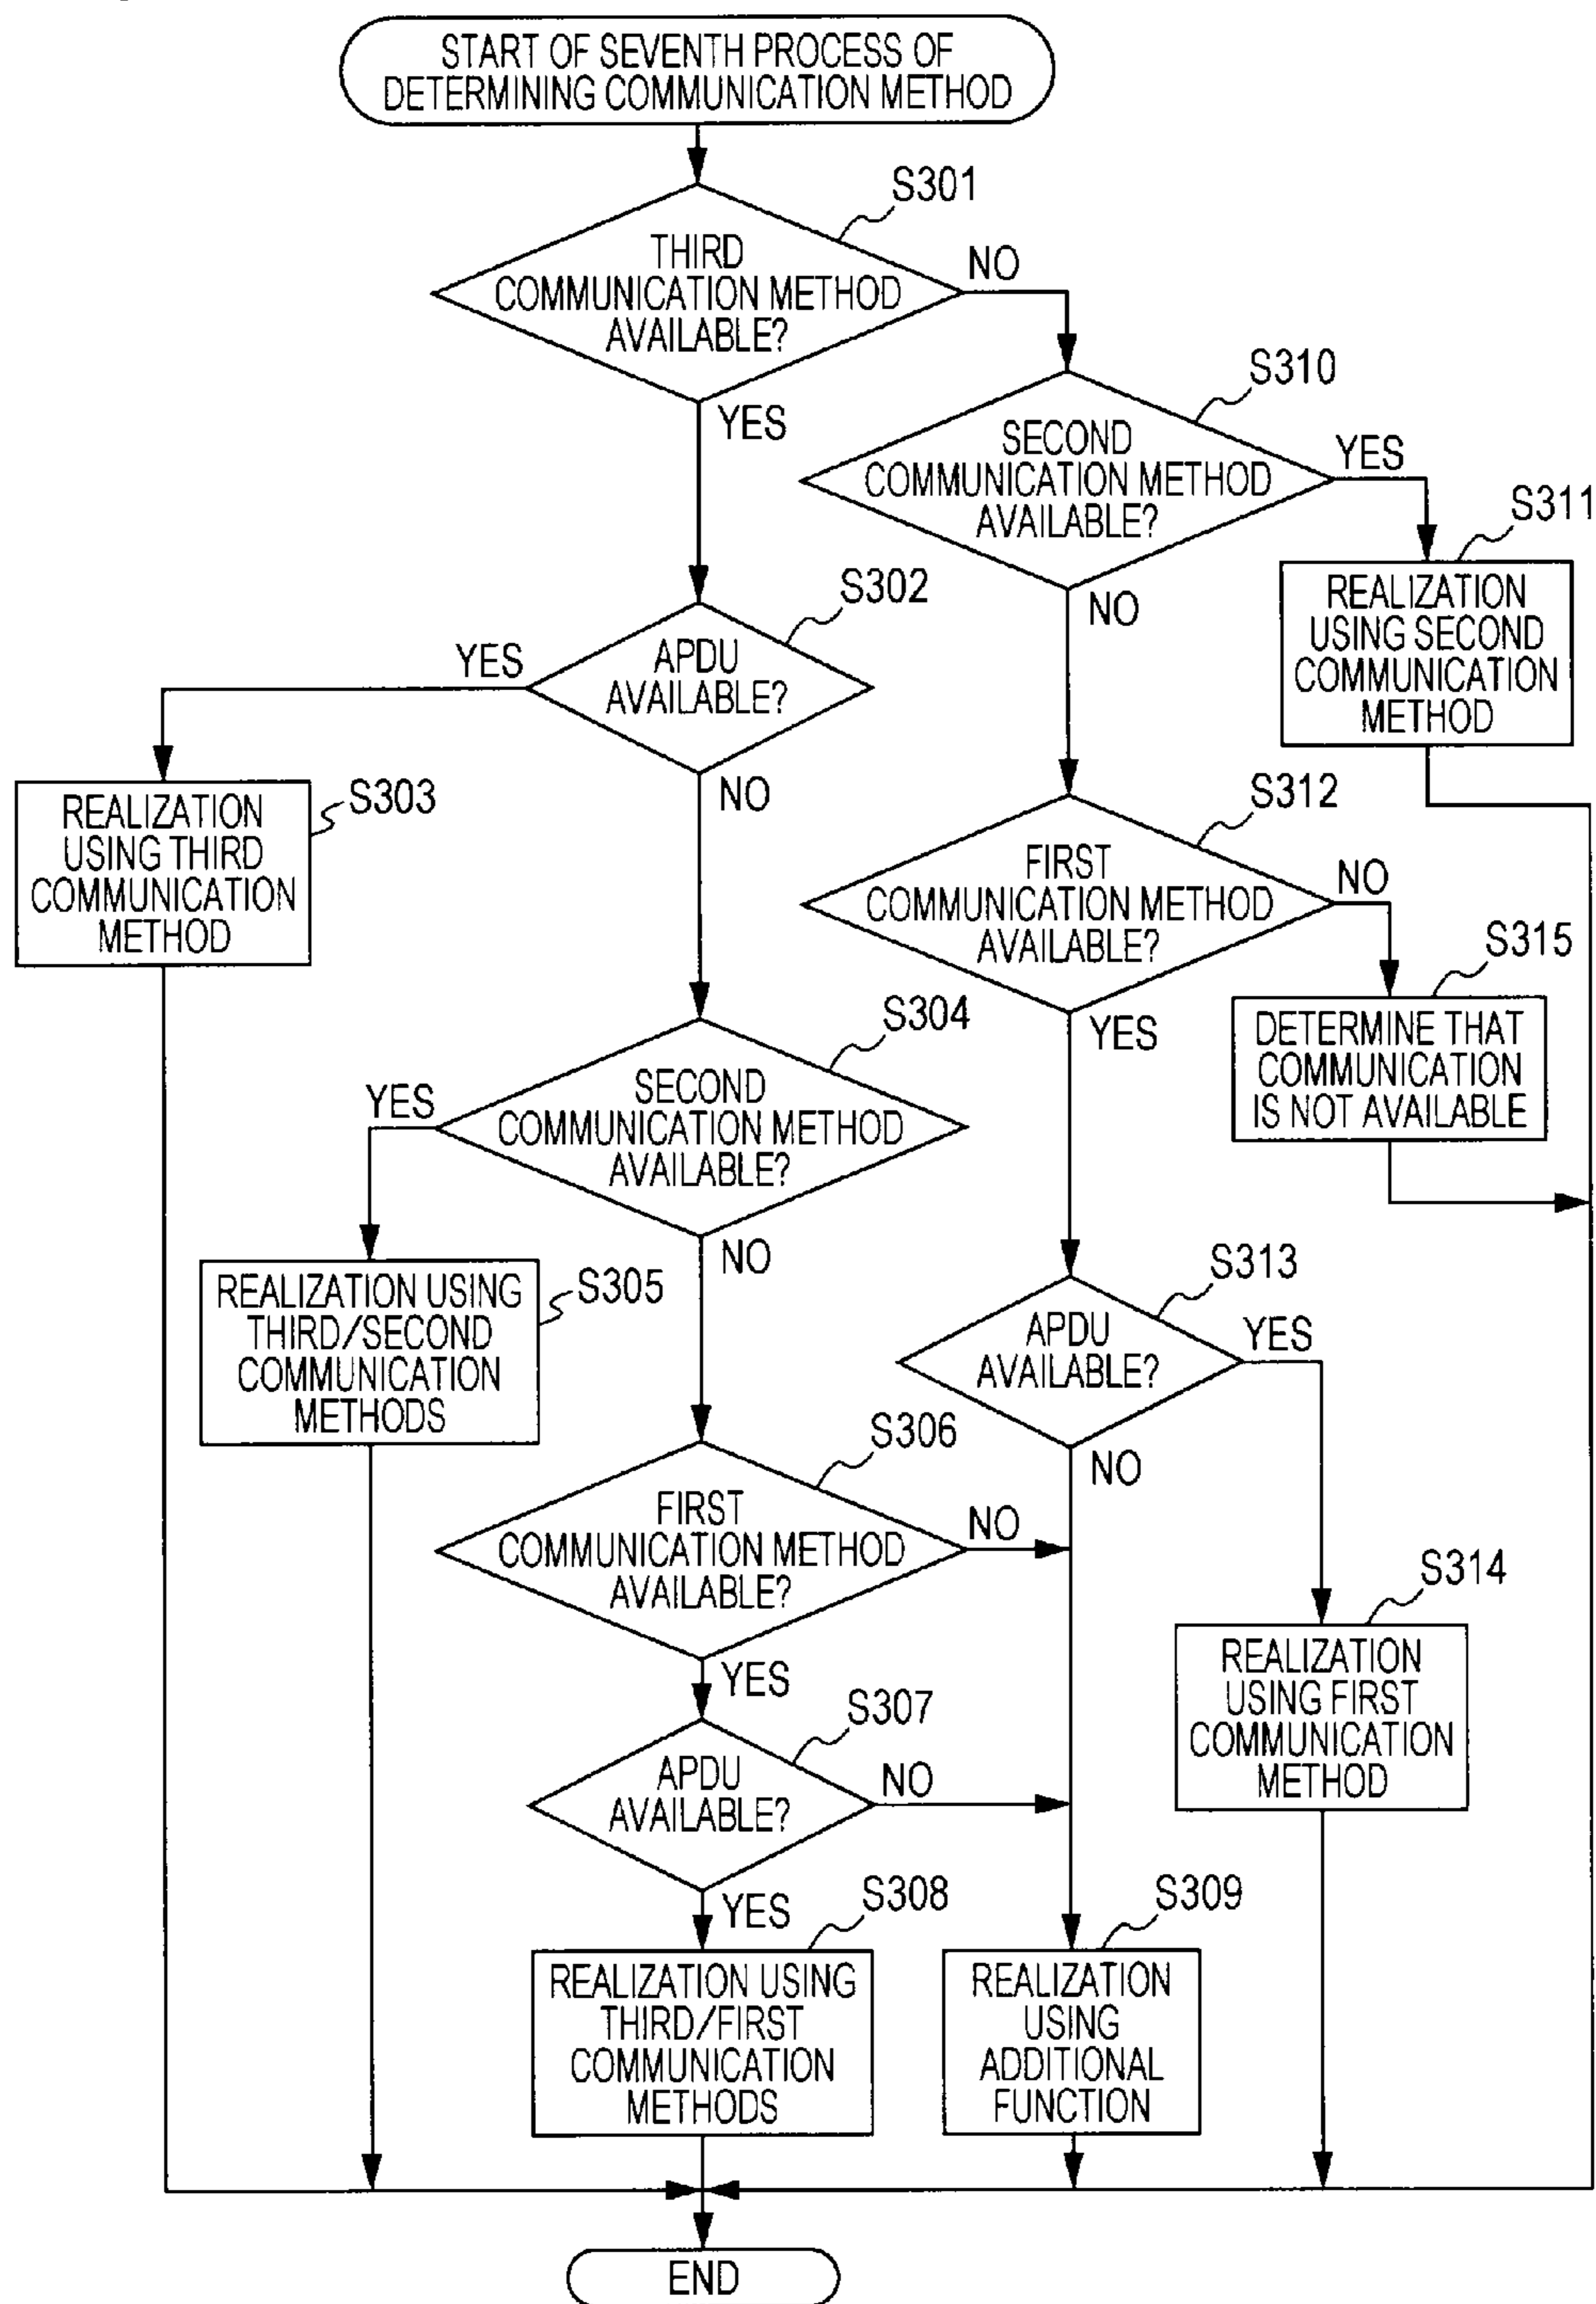 START OF SEVENTH PROCESS OF
DETERMINING COMMUNICATION METHOD
S301
THIRD
COMMUNICATION METHOD
AVAILABLE?
NO
YES
S310
SECOND
COMMUNICATION METHOD
AVAILABLE?
YES
NO
S311
REALIZATION
USING SECOND
COMMUNICATION
METHOD
S302
APDU
AVAILABLE?
YES
NO
S303
REALIZATION
USING THIRD
COMMUNICATION
METHOD
S312
FIRST
COMMUNICATION METHOD
AVAILABLE?
NO
YES
S315
DETERMINE THAT
COMMUNICATION
IS NOT AVAILABLE
S304
SECOND
COMMUNICATION METHOD
AVAILABLE?
YES
NO
S305
REALIZATION USING
THIRD/SECOND
COMMUNICATION
METHODS
S313
APDU
AVAILABLE?
YES
NO
S306
FIRST
COMMUNICATION METHOD
AVAILABLE?
NO
YES
S314
REALIZATION
USING FIRST
COMMUNICATION
METHOD
S307
APDU
AVAILABLE?
NO
YES
S308
REALIZATION USING
THIRD/FIRST
COMMUNICATION
METHODS
S309
REALIZATION
USING
ADDITIONAL
FUNCTION
END